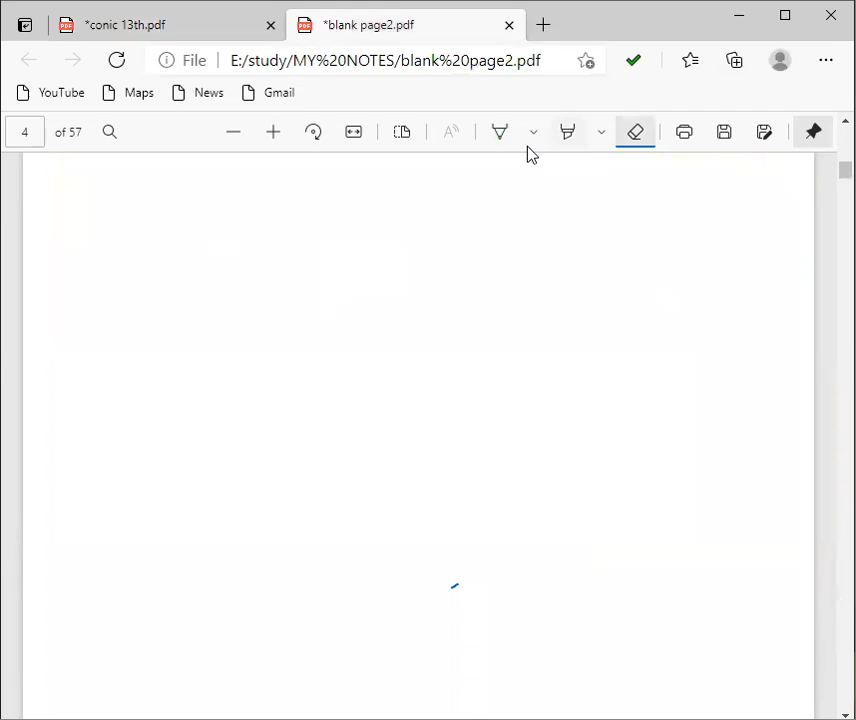 *conic 13th.pdf
*blank page2.pdf
File E:/study/MY%20NOTES/blank%20page2.pdf
YouTube Maps News Gmail
4 of 57